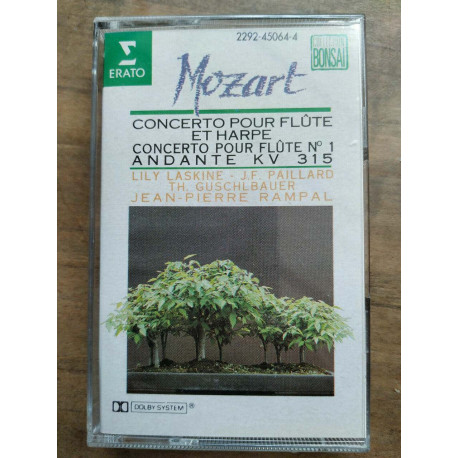 2292-45064-4
ERATO
Mozart
BONSAI
CONCERTO POUR FLÛTE
ET HARPE
CONCERTO POUR FLÛTE Nº 1
ANDANTE KV 315
LILY LASKINE - J.F. PAILLARD
TH. GUSCHLBAUER
JEAN-PIERRE RAMPAL
DOLBY SYSTEM ®